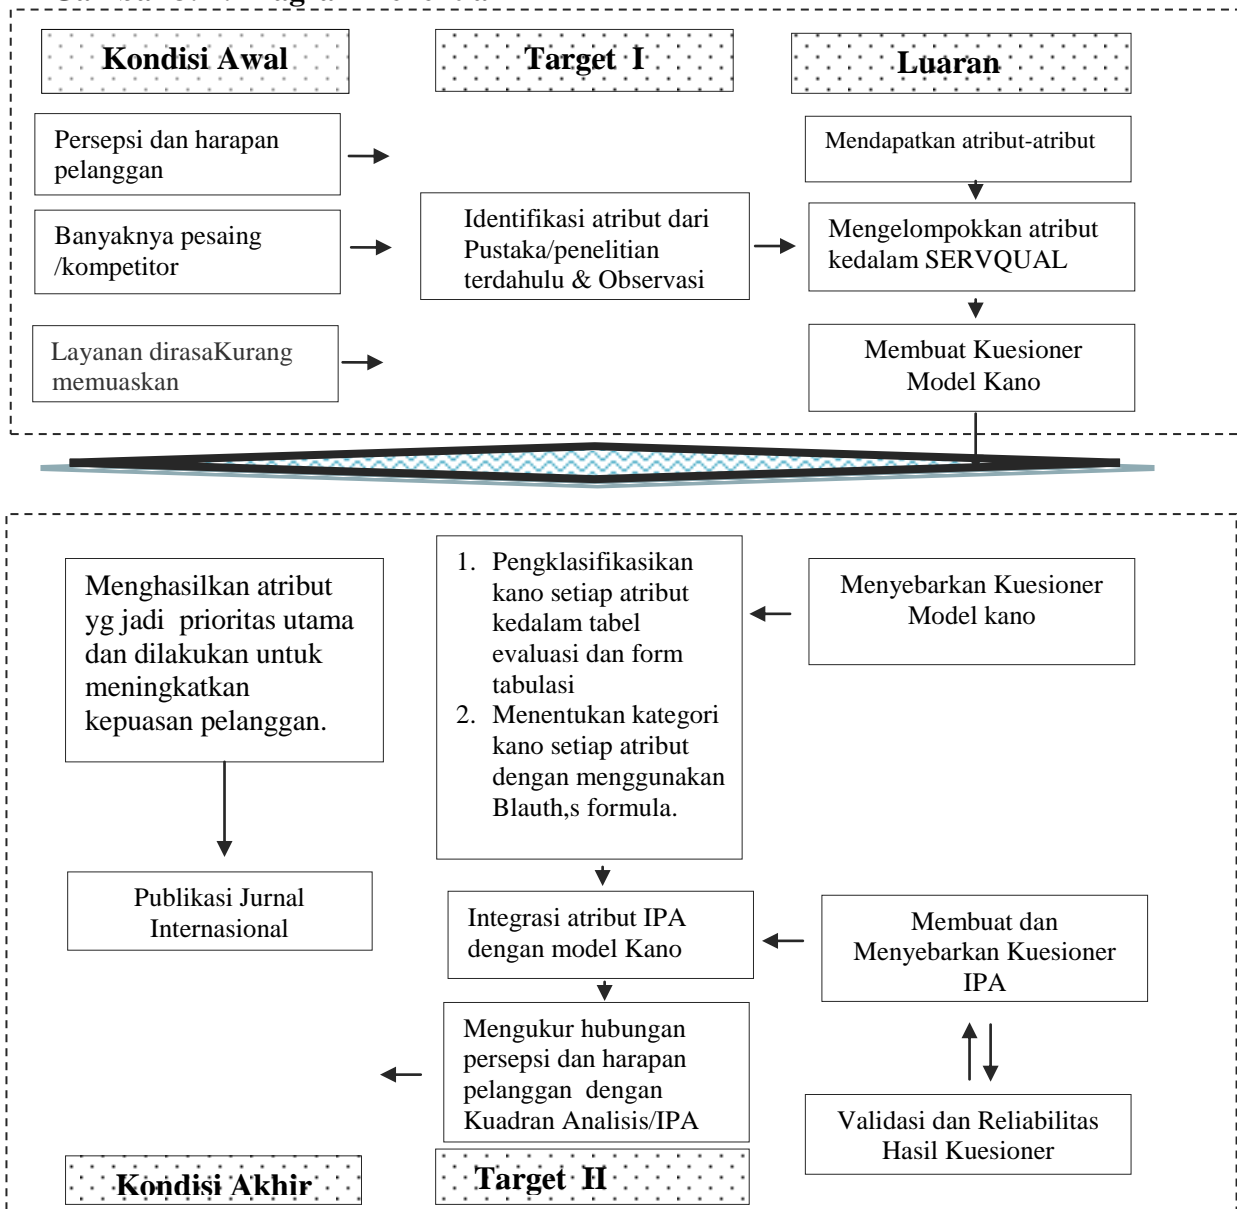 Kondisi Awal
Target I
Luaran
Persepsi dan harapan
pelanggan
Mendapatkan atribut-atribut
Banyaknya pesaing
/kompetitor
Identifikasi atribut dari
Pustaka/penelitian
terdahulu & Observasi
Mengelompokkan atribut
kedalam SERVQUAL
Layanan dirasaKurang
memuaskan
Membuat Kuesioner
Model Kano
Menghasilkan atribut
yg jadi prioritas utama
dan dilakukan untuk
meningkatkan
kepuasan pelanggan.
1. Pengklasifikasikan
kano setiap atribut
kedalam tabel
evaluasi dan form
tabulasi
2. Menentukan kategori
kano setiap atribut
dengan menggunakan
Blauth,s formula.
Menyebarkan Kuesioner
Model kano
Publikasi Jurnal
Internasional
Integrasi atribut IPA
dengan model Kano
Membuat dan
Menyebarkan Kuesioner
IPA
Mengukur hubungan
persepsi dan harapan
pelanggan dengan
Kuadran Analisis/IPA
Validasi dan Reliabilitas
Hasil Kuesioner
Kondisi Akhir
Target II